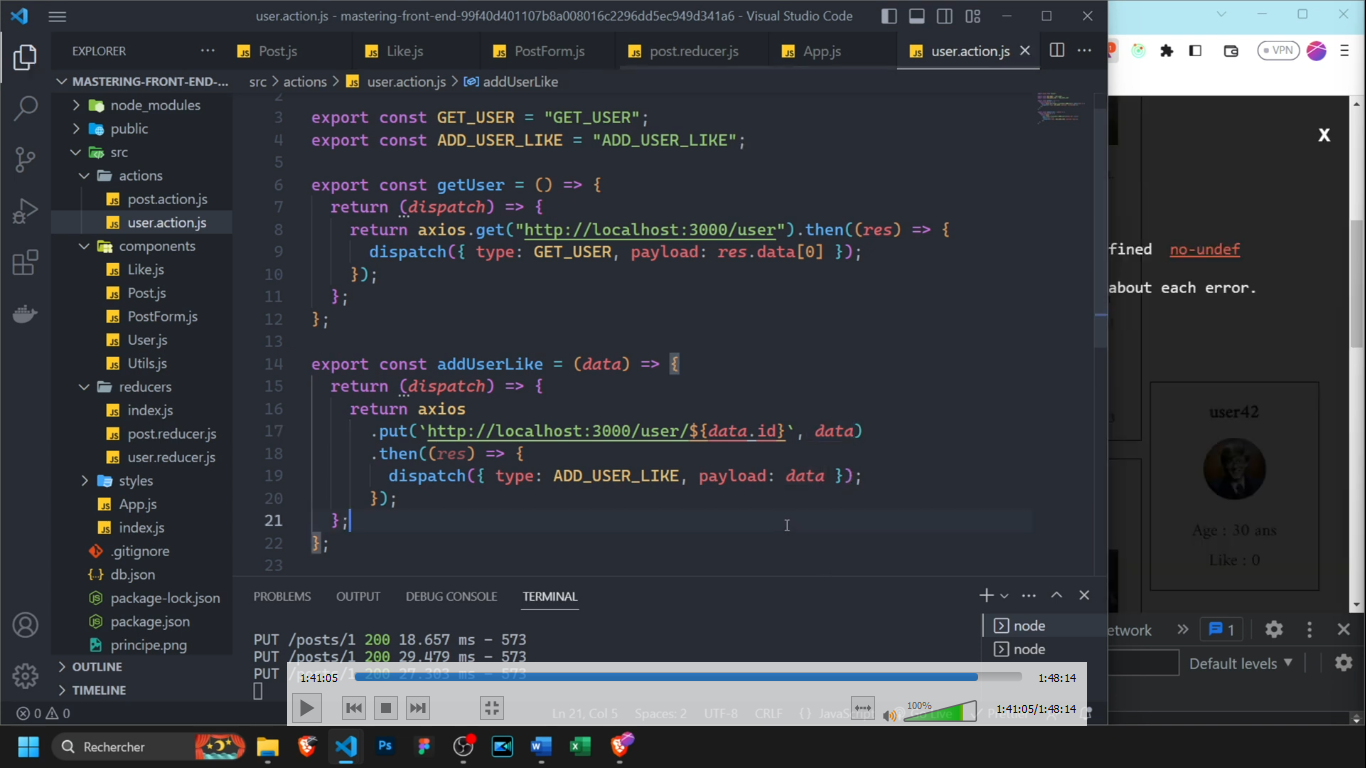 user.action.js - mastering-front-end-99f40d401107b8a008016c2296dd5ec949d341a6 - Visual Studio Code
EXPLORER
Post.js
Like.js
PostForm.js
post.reducer.js
App.js
user.action.js
MASTERING-FRONT-END-...
src > actions > user.action.js > addUserLike
node_modules
public
src
actions
post.action.js
user.action.js
components
Like.js
Post.js
PostForm.js
User.js
Utils.js
reducers
index.js
post.reducer.js
user.reducer.js
styles
App.js
index.js
.gitignore
db.json
package-lock.json
package.json
principe.png
OUTLINE
TIMELINE
2
3 export const GET_USER = "GET_USER";
4 export const ADD_USER_LIKE = "ADD_USER_LIKE";
5
6 export const getUser = () => {
7 return (dispatch) => {
8 return axios.get("http://localhost:3000/user").then((res) => {
9 dispatch({ type: GET_USER, payload: res.data[0] });
10 });
11 };
12 };
13
14 export const addUserLike = (data) => {
15 return (dispatch) => {
16 return axios
17 .put(`http://localhost:3000/user/${data.id}`, data)
18 .then((res) => {
19 dispatch({ type: ADD_USER_LIKE, payload: data });
20 });
21 };
22 };
23
PROBLEMS
OUTPUT
DEBUG CONSOLE
TERMINAL
PUT /posts/1 200 18.657 ms - 573
PUT /posts/1 200 29.479 ms - 573
PUT /posts/1 200 27.303 ms - 573
node
node
0 0
Ln 21, Col 5
Spaces: 2
UTF-8
CRLF
VPN
X
fined no-undef
about each error.
user42
Age : 30 ans
Like : 0
etwork
1
Default levels
1:41:05
1:48:14
100%
1:41:05/1:48:14
Rechercher